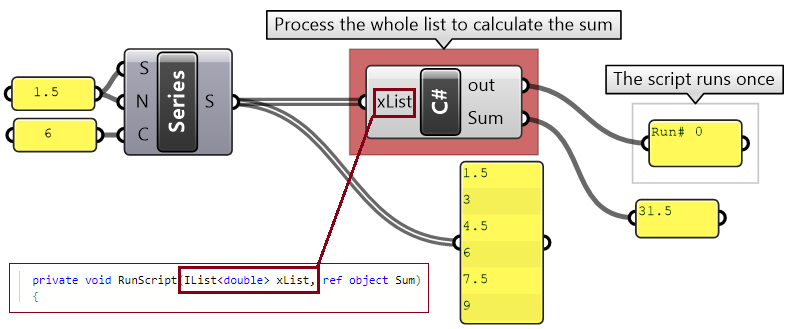 Process the whole list to calculate the sum
1.5
6
S
N
C
Series
S
xList
C#
out
Sum
The script runs once
Run# 0
31.5
1.5
3
4.5
6
7.5
9
private void RunScript(IList<double> xList, ref object Sum)
{